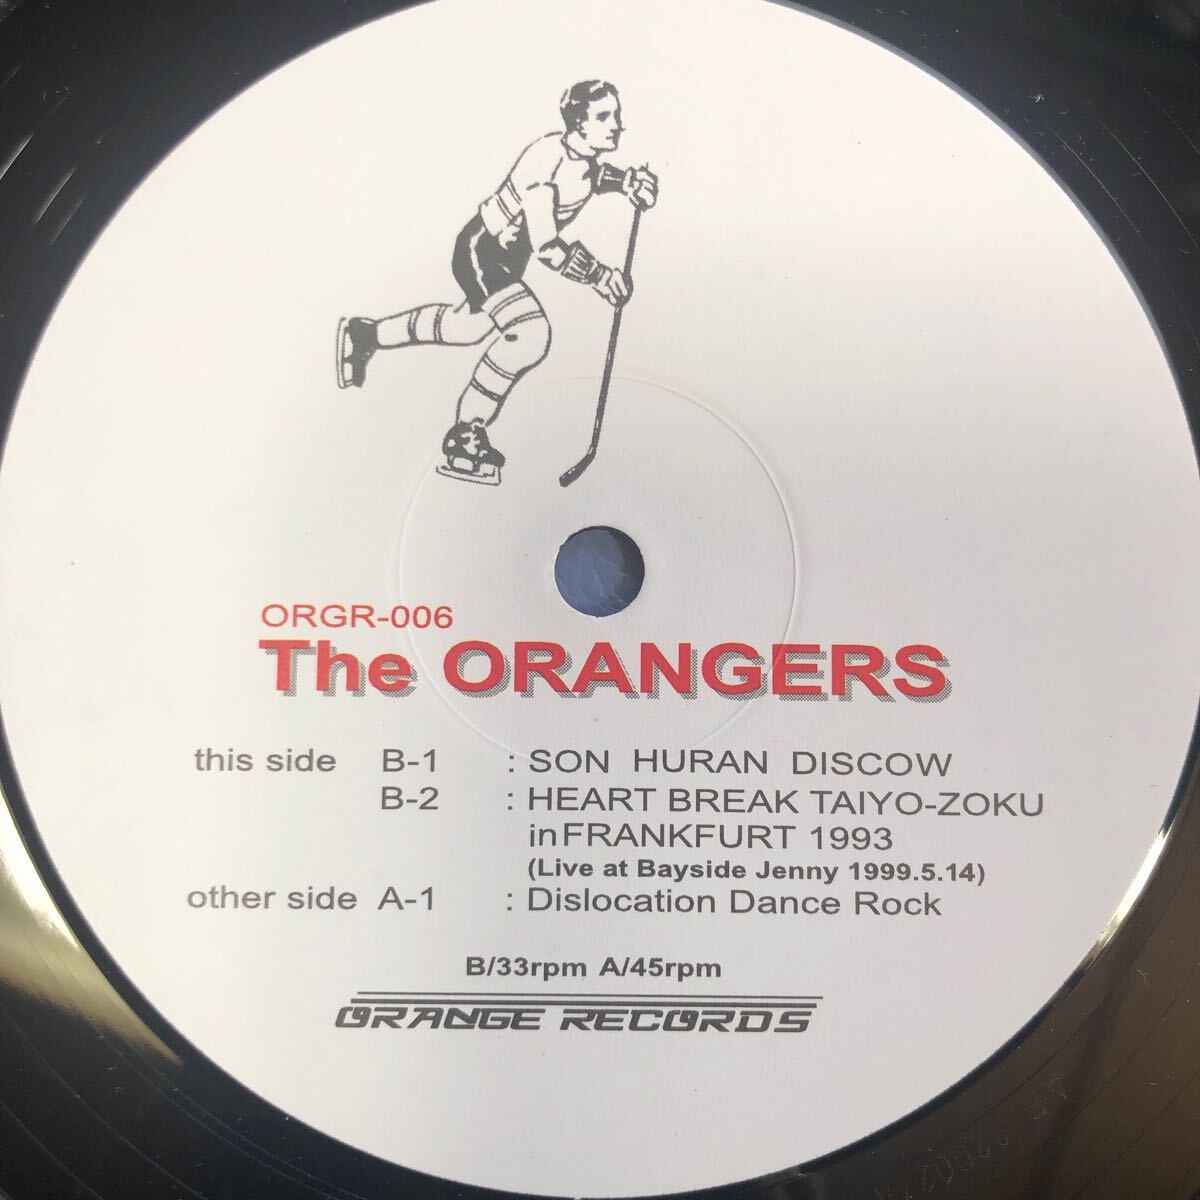 ORGR-006
The ORANGERS
this side B-1 : SON HURAN DISCOW
B-2 : HEART BREAK TAIYO-ZOKU
in FRANKFURT 1993
(Live at Bayside Jenny 1999.5.14)
other side A-1 : Dislocation Dance Rock
B/33rpm A/45rpm
ORANGE RECORDS